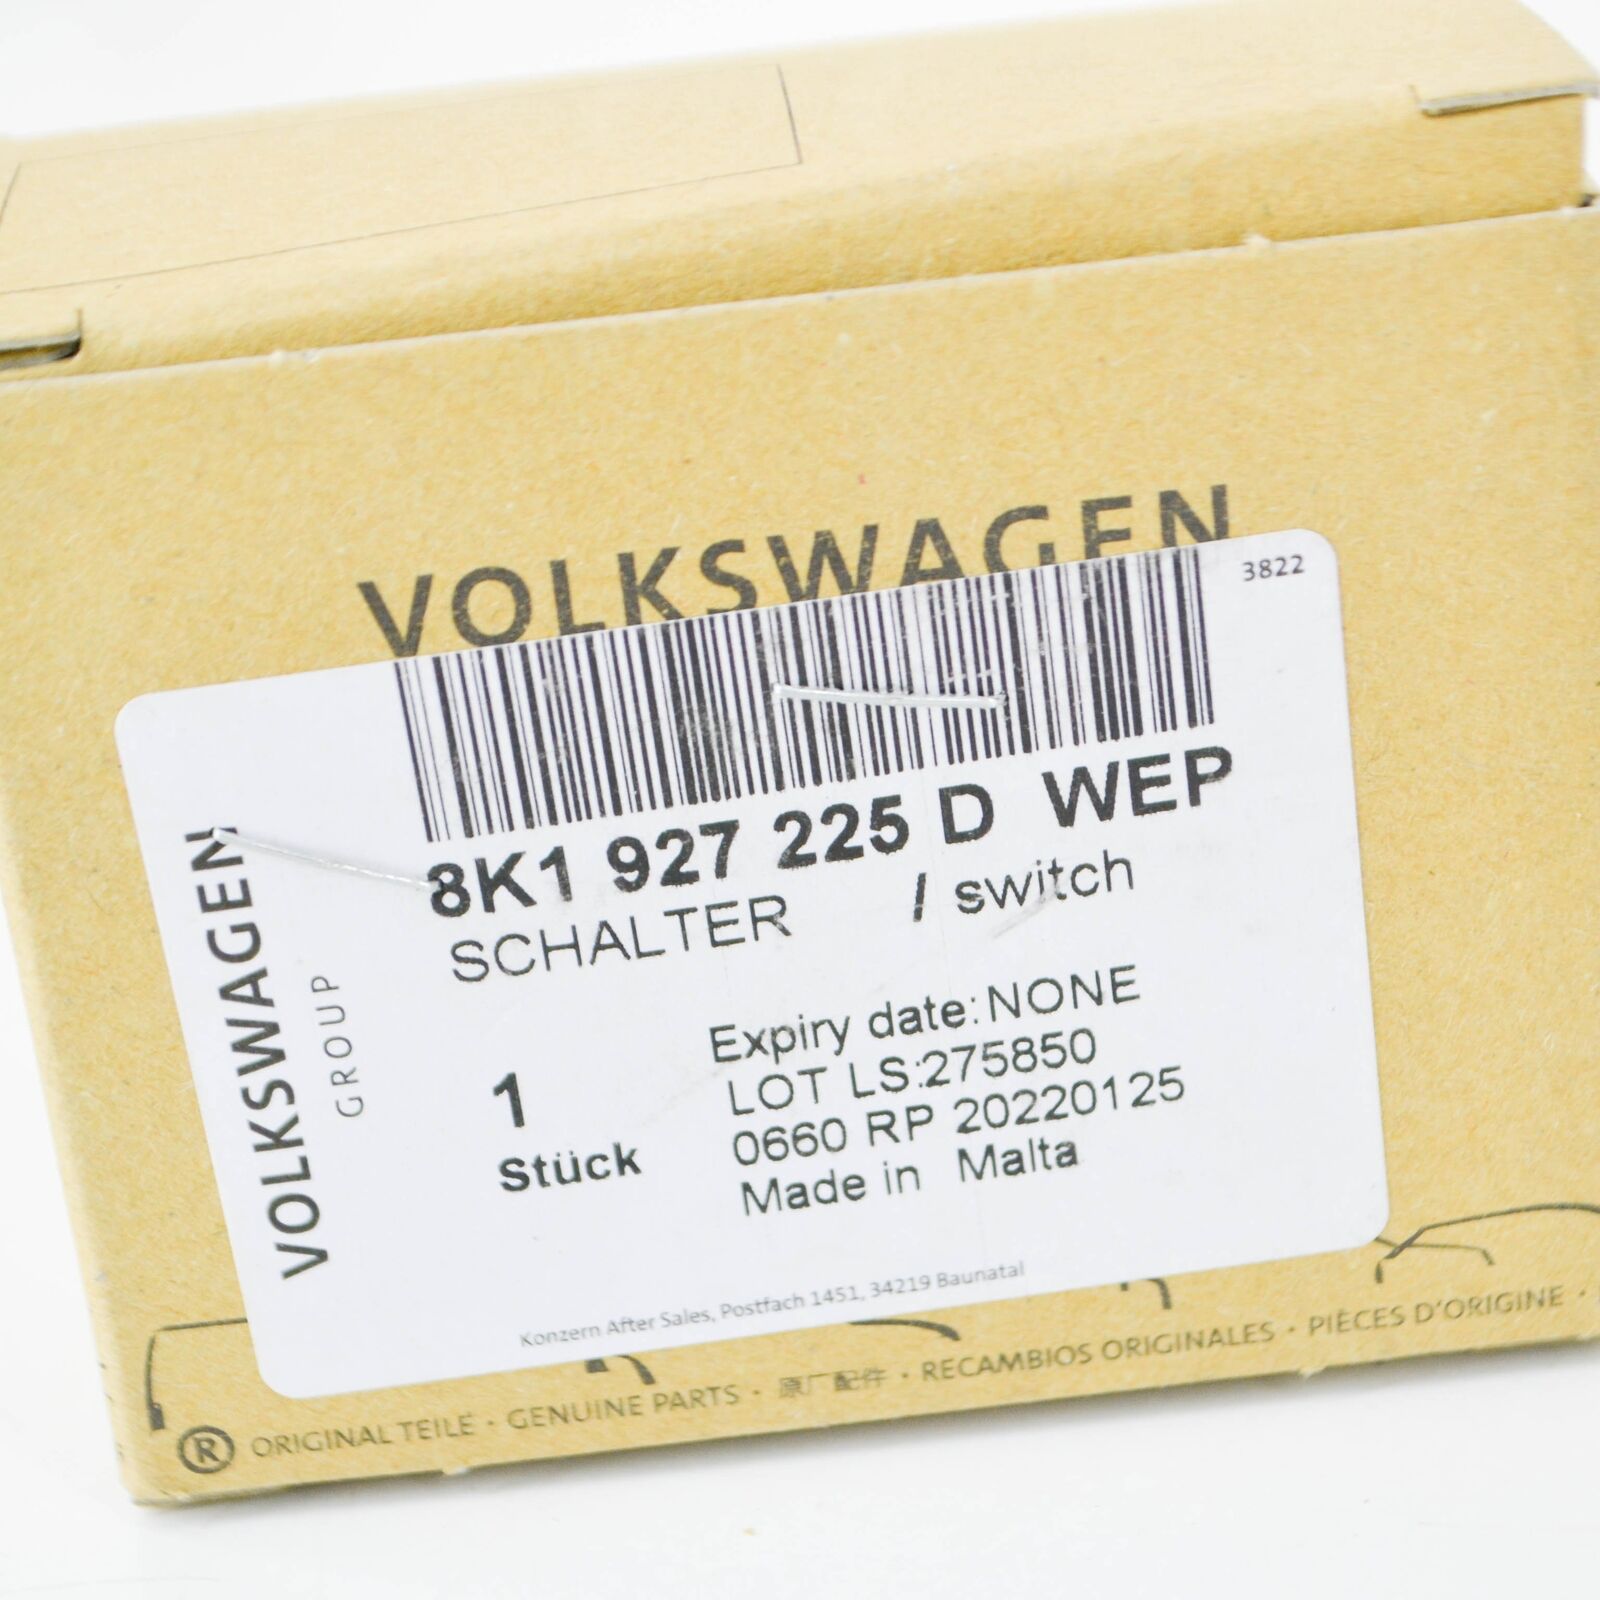 VOLKSWAGEN
3822
8K1 927 225 D WEP
SCHALTER / switch
VOLKSWAGEN
GROUP
1
Stück
Expiry date:NONE
LOT LS:275850
0660 RP 20220125
Made in Malta
Konzern After Sales, Postfach 1451, 34219 Baunatal
® ORIGINAL TEILE · GENUINE PARTS · 原厂配件 · RECAMBIOS ORIGINALES · PIÈCES D'ORIGINE ·